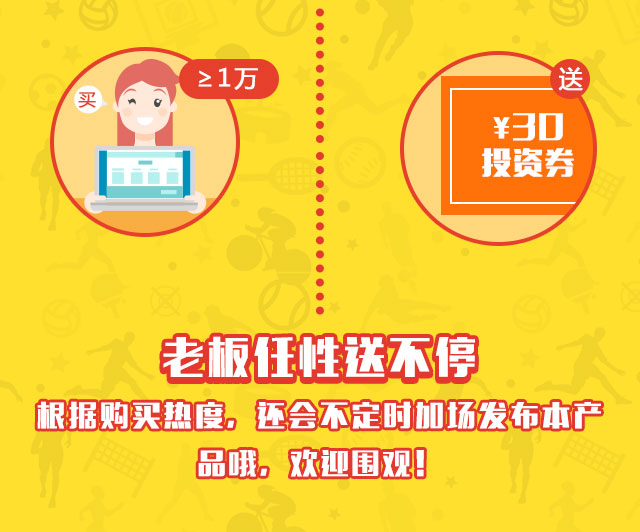 买
≥1万
送
¥30
投资券
老板任性送不停
根据购买热度,还会不定时加场发布本产
品哦,欢迎围观!